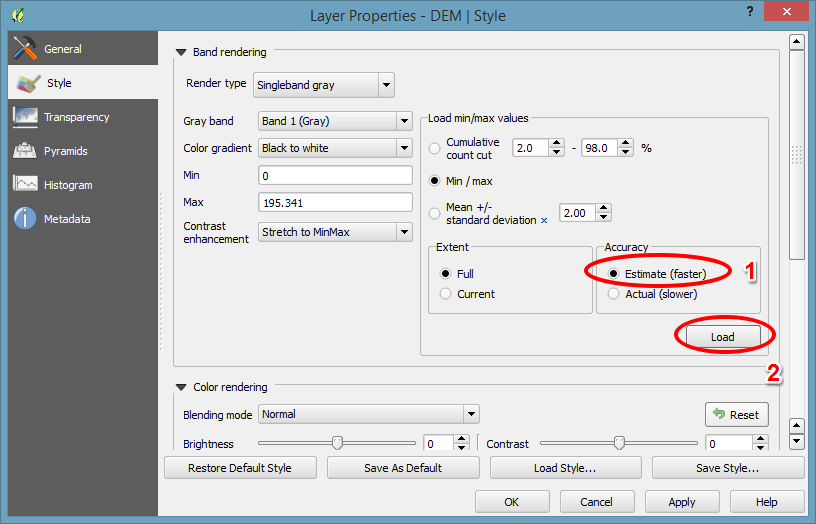 Layer Properties - DEM | Style
?
General
Style
Transparency
Pyramids
Histogram
Metadata
Band rendering
Render type Singleband gray
Gray band Band 1 (Gray)
Color gradient Black to white
Min 0
Max 195.341
Contrast
enhancement Stretch to MinMax
Load min/max values
Cumulative
count cut 2.0 - 98.0 %
Min / max
Mean +/-
standard deviation × 2.00
Extent
Full
Current
Accuracy
Estimate (faster) 1
Actual (slower)
Load
2
Color rendering
Blending mode Normal
Reset
Brightness 0 Contrast 0
Restore Default Style Save As Default Load Style... Save Style...
OK Cancel Apply Help